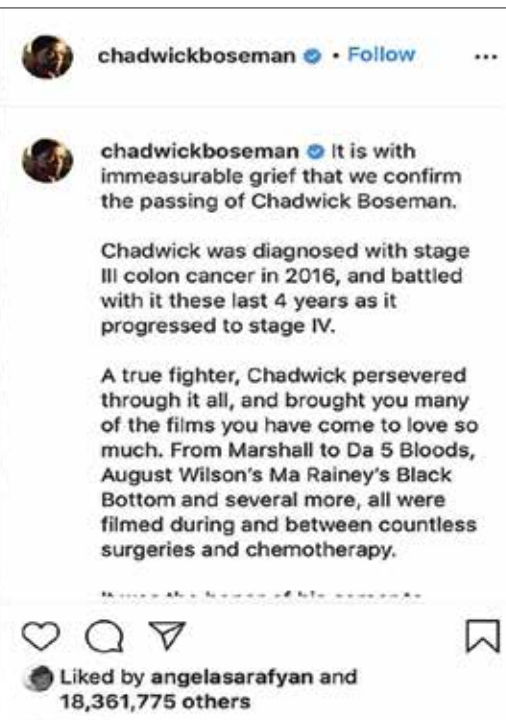 chadwickboseman • Follow
chadwickboseman It is with
immeasurable grief that we confirm
the passing of Chadwick Boseman.
Chadwick was diagnosed with stage
III colon cancer in 2016, and battled
with it these last 4 years as it
progressed to stage IV.
A true fighter, Chadwick persevered
through it all, and brought you many
of the films you have come to love so
much. From Marshall to Da 5 Bloods,
August Wilson's Ma Rainey's Black
Bottom and several more, all were
filmed during and between countless
surgeries and chemotherapy.
Liked by angelasarafyan and
18,361,775 others